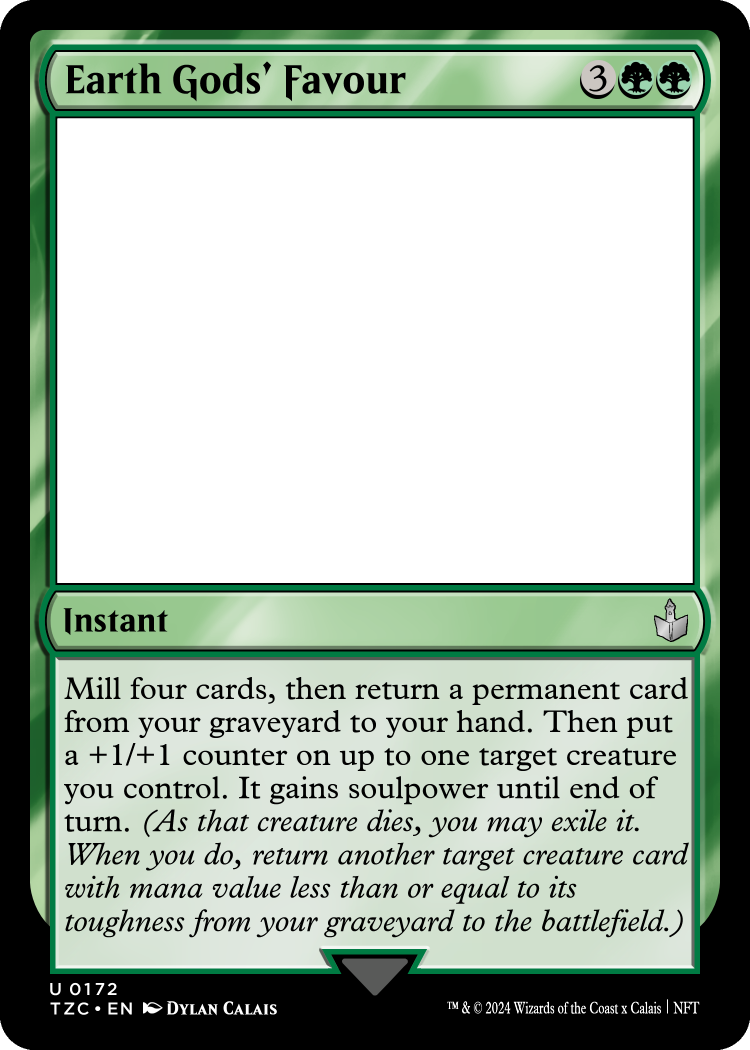 Earth Gods' Favour 3
Instant
Mill four cards, then return a permanent card
from your graveyard to your hand. Then put
a +1/+1 counter on up to one target creature
you control. It gains soulpower until end of
turn. (As that creature dies, you may exile it.
When you do, return another target creature card
with mana value less than or equal to its
toughness from your graveyard to the battlefield.)
U 0172
TZC • EN Dylan Calais
™ & © 2024 Wizards of the Coast x Calais | NFT